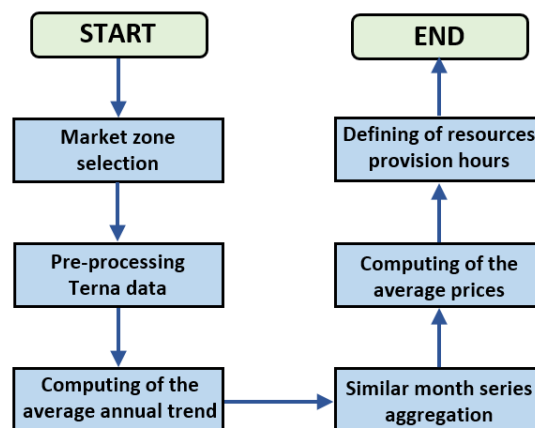 START
Market zone
selection
Pre-processing
Terna data
Computing of the
average annual trend
Similar month series
aggregation
Computing of the
average prices
Defining of resources
provision hours
END